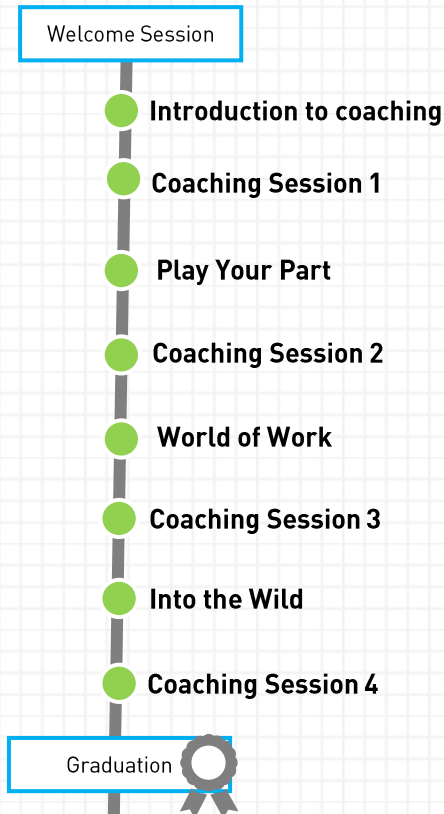 Welcome Session
Introduction to coaching
Coaching Session 1
Play Your Part
Coaching Session 2
World of Work
Coaching Session 3
Into the Wild
Coaching Session 4
Graduation